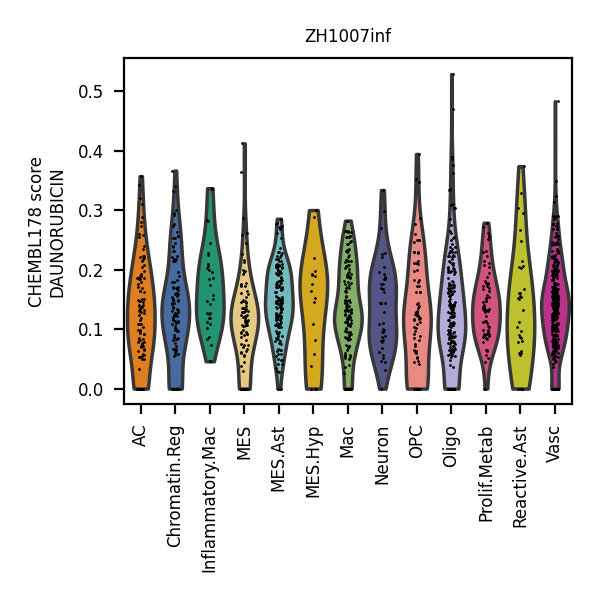 ZH1007inf
CHEMBL178 score
DAUNORUBICIN
0.5
0.4
0.3
0.2
0.1
0.0
AC
Chromatin.Reg
Inflammatory.Mac
MES
MES.Ast
MES.Hyp
Mac
Neuron
OPC
Oligo
Prolif.Metab
Reactive.Ast
Vasc